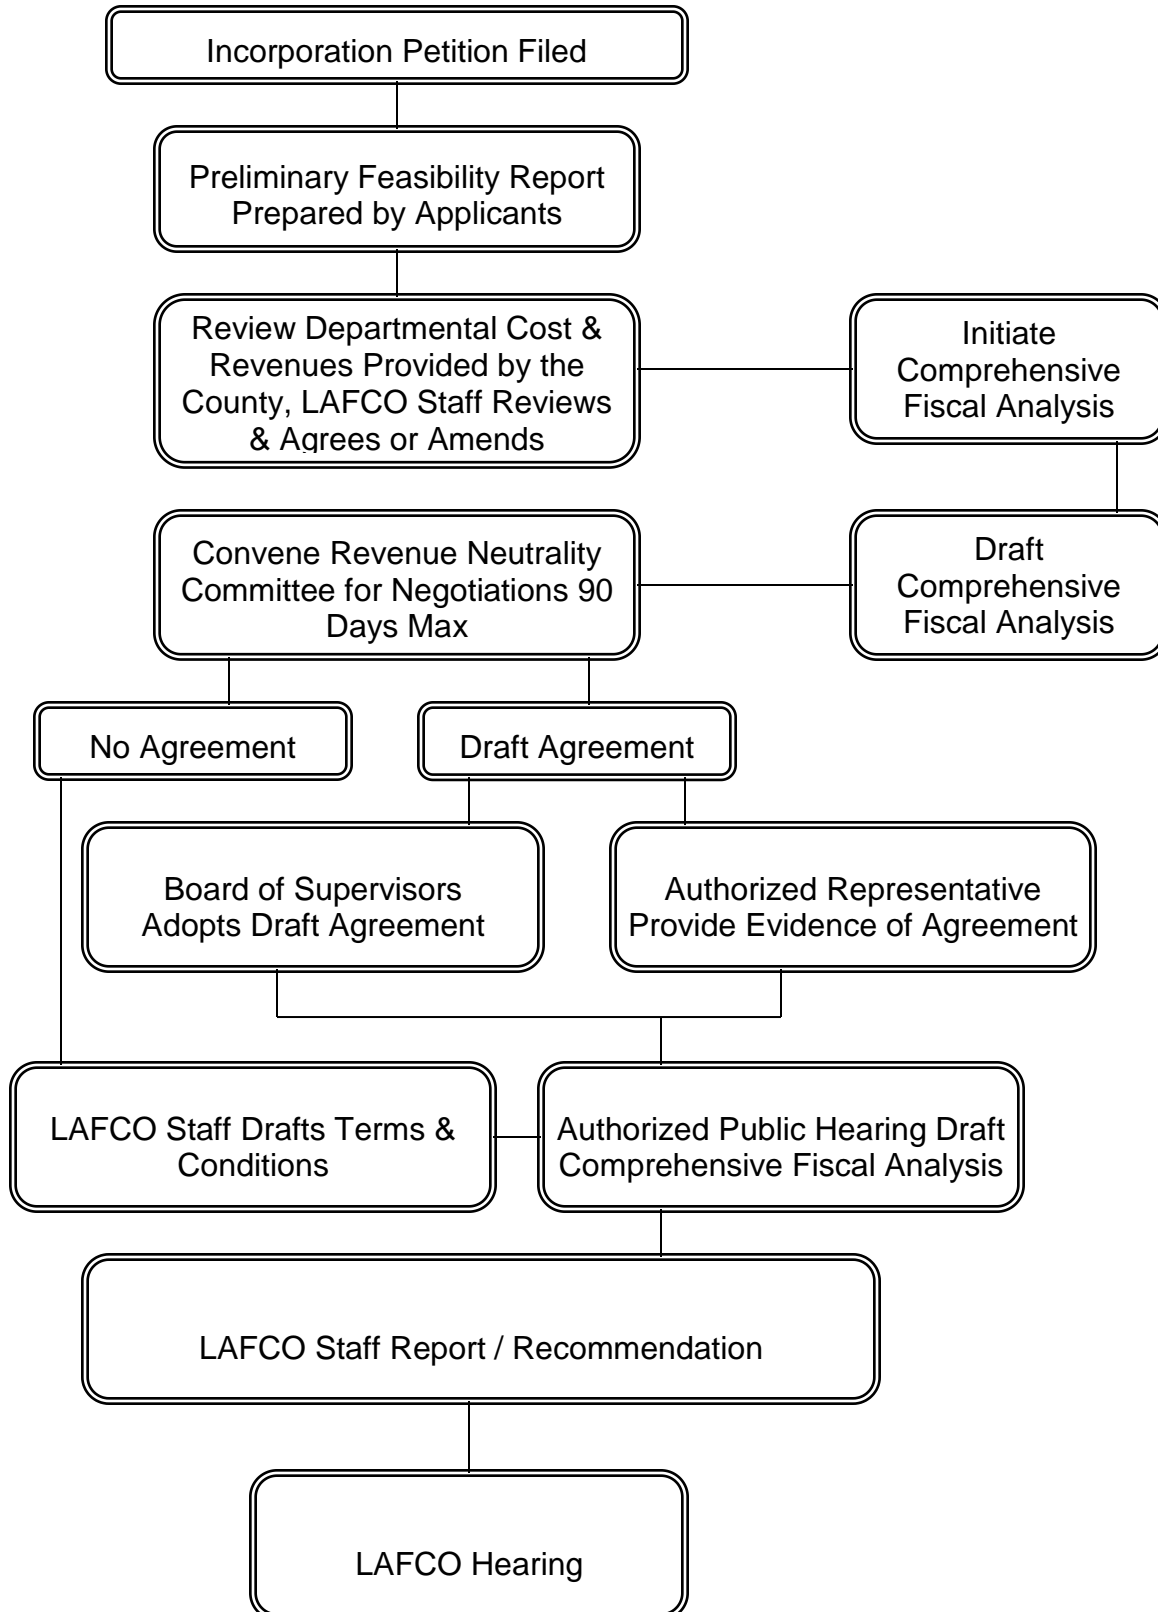 Incorporation Petition Filed
Preliminary Feasibility Report
Prepared by Applicants
Review Departmental Cost &
Revenues Provided by the
County, LAFCO Staff Reviews
& Agrees or Amends
Initiate
Comprehensive
Fiscal Analysis
Convene Revenue Neutrality
Committee for Negotiations 90
Days Max
Draft
Comprehensive
Fiscal Analysis
No Agreement
Draft Agreement
Board of Supervisors
Adopts Draft Agreement
Authorized Representative
Provide Evidence of Agreement
LAFCO Staff Drafts Terms &
Conditions
Authorized Public Hearing Draft
Comprehensive Fiscal Analysis
LAFCO Staff Report / Recommendation
LAFCO Hearing